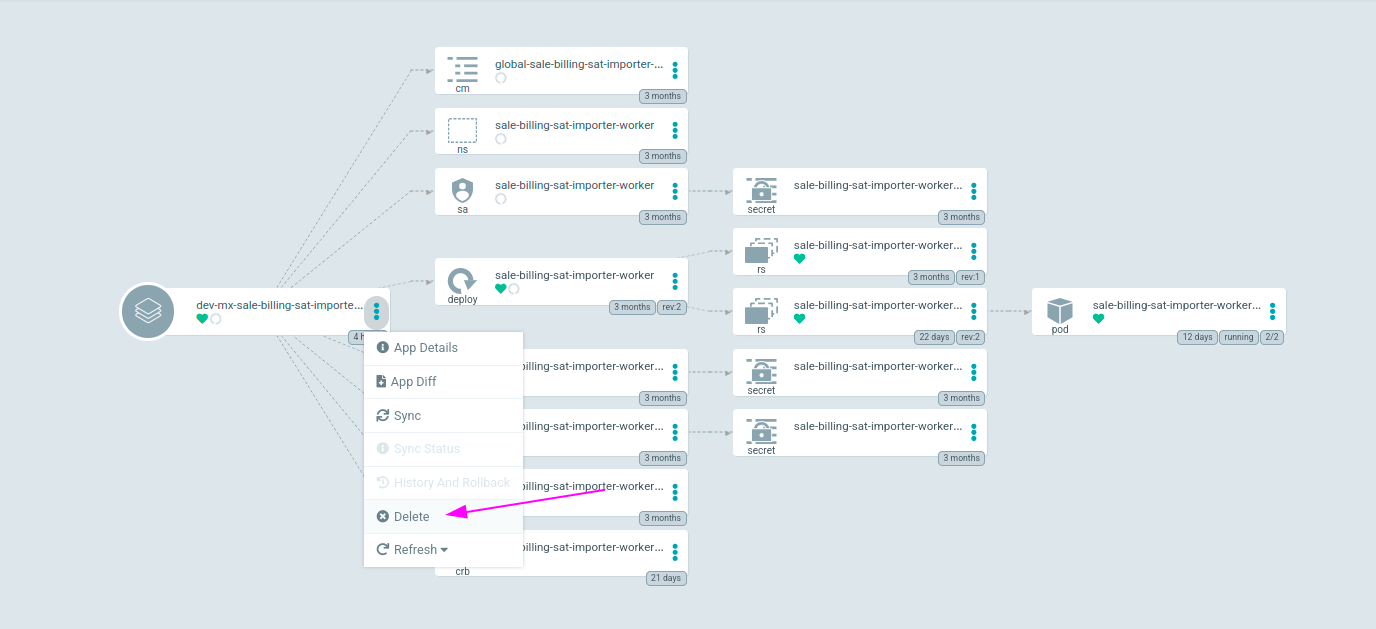 global-sale-billing-sat-importer-...
cm
3 months
sale-billing-sat-importer-worker
ns
3 months
sale-billing-sat-importer-worker
sa
3 months
sale-billing-sat-importer-worker...
secret
3 months
sale-billing-sat-importer-worker...
rs
3 months
rev:1
sale-billing-sat-importer-worker
deploy
3 months
rev:2
dev-mx-sale-billing-sat-importe...
4 h
sale-billing-sat-importer-worker...
rs
22 days
rev:2
sale-billing-sat-importer-worker...
pod
12 days
running
2/2
App Details
App Diff
Sync
Sync Status
History And Rollback
Delete
Refresh
billing-sat-importer-worker...
3 months
sale-billing-sat-importer-worker...
secret
3 months
billing-sat-importer-worker...
3 months
sale-billing-sat-importer-worker...
secret
3 months
billing-sat-importer-worker...
3 months
billing-sat-importer-worker...
crb
21 days